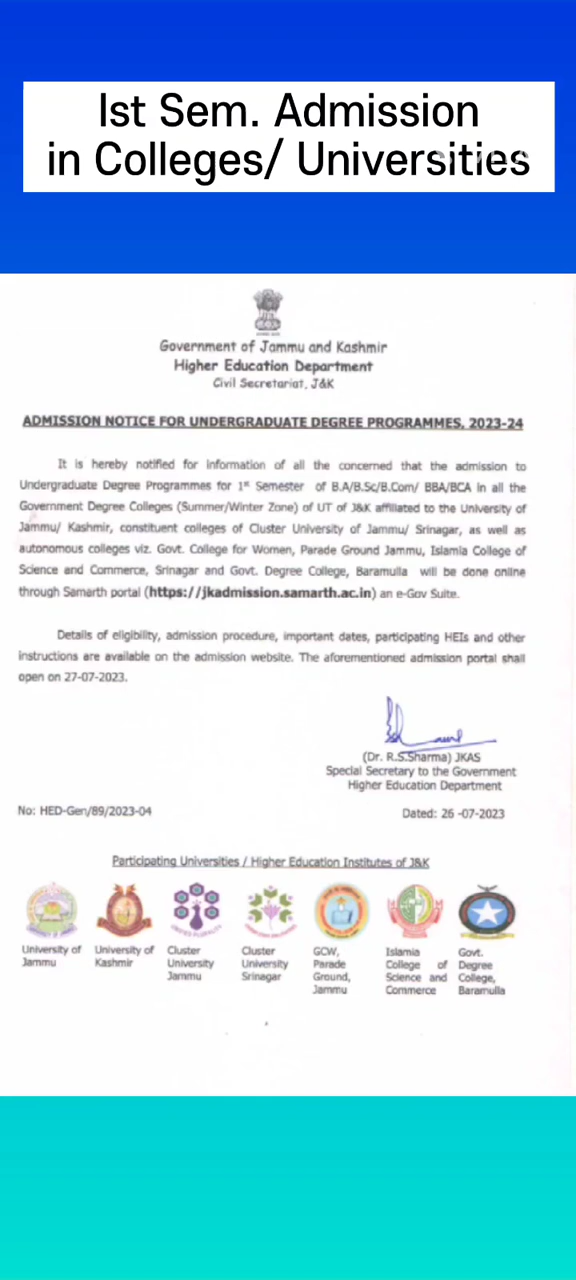 Ist Sem. Admission
in Colleges/ Universities
Government of Jammu and Kashmir
Higher Education Department
Civil Secretariat, J&K
ADMISSION NOTICE FOR UNDERGRADUATE DEGREE PROGRAMMES, 2023-24
It is hereby notified for information of all the concerned that the admission to
Undergraduate Degree Programmes for 1st Semester of B.A/B.Sc/B.Com/ BBA/BCA in all the
Government Degree Colleges (Summer/Winter Zone) of UT of J&K affiliated to the University of
Jammu/ Kashmir, constituent colleges of Cluster University of Jammu/ Srinagar, as well as
autonomous colleges viz. Govt. College for Women, Parade Ground Jammu, Islamia College of
Science and Commerce, Srinagar and Govt. Degree College, Baramulla will be done online
through Samarth portal (https://jkadmission.samarth.ac.in) an e-Gov Suite.
Details of eligibility, admission procedure, important dates, participating HEIs and other
instructions are available on the admission website. The aforementioned admission portal shall
open on 27-07-2023.
(Dr. R.S.Sharma) JKAS
Special Secretary to the Government
Higher Education Department
No: HED-Gen/89/2023-04
Dated: 26 -07-2023
Participating Universities / Higher Education Institutes of J&K
University of
Jammu
University of
Kashmir
Cluster
University
Jammu
Cluster
University
Srinagar
GCW,
Parade
Ground,
Jammu
Islamia
College of
Science and
Commerce
Govt.
Degree
College,
Baramulla